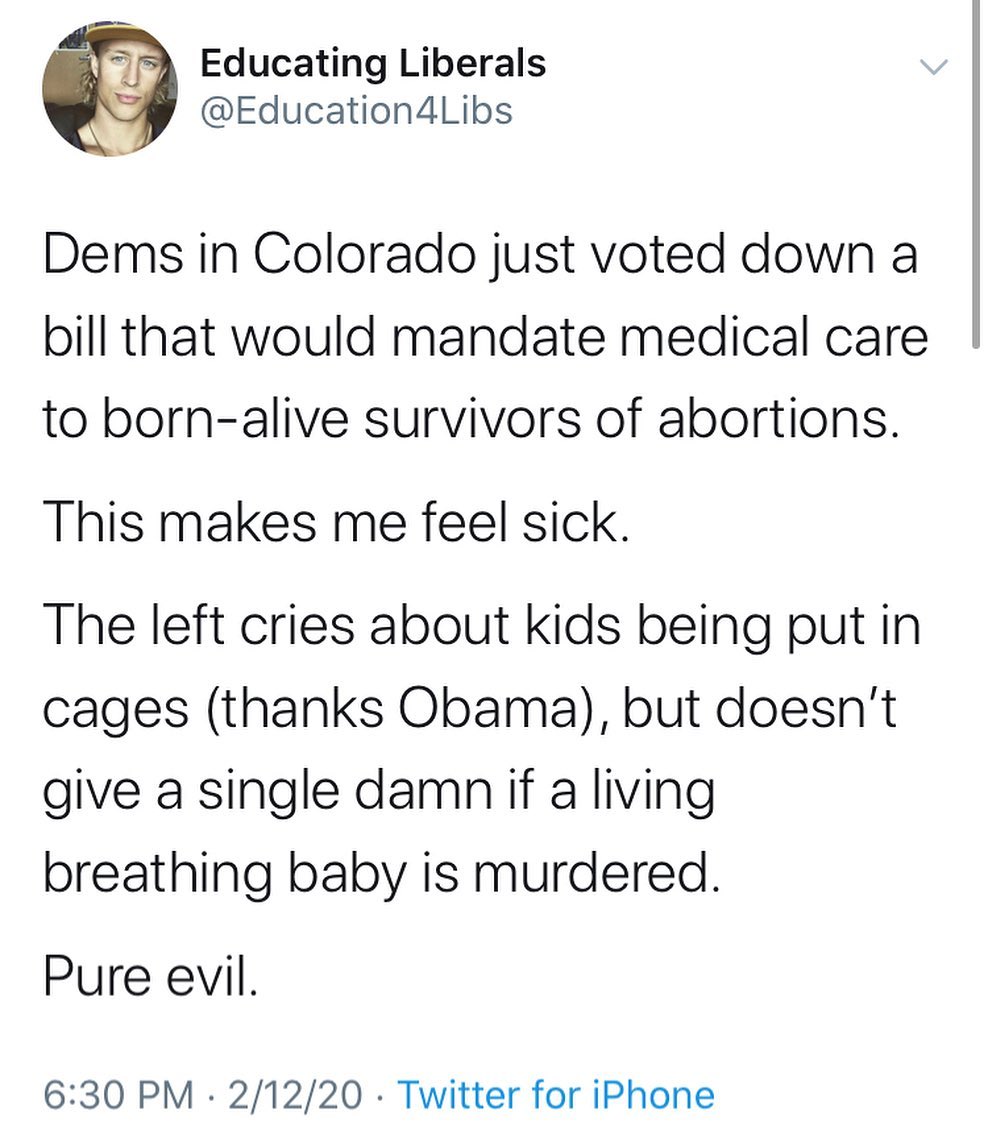 Educating Liberals
@Education4Libs
Dems in Colorado just voted down a
bill that would mandate medical care
to born-alive survivors of abortions.
This makes me feel sick.
The left cries about kids being put in
cages (thanks Obama), but doesn’t
give a single damn if a living
breathing baby is murdered.
Pure evil.
6:30 PM · 2/12/20 · Twitter for iPhone